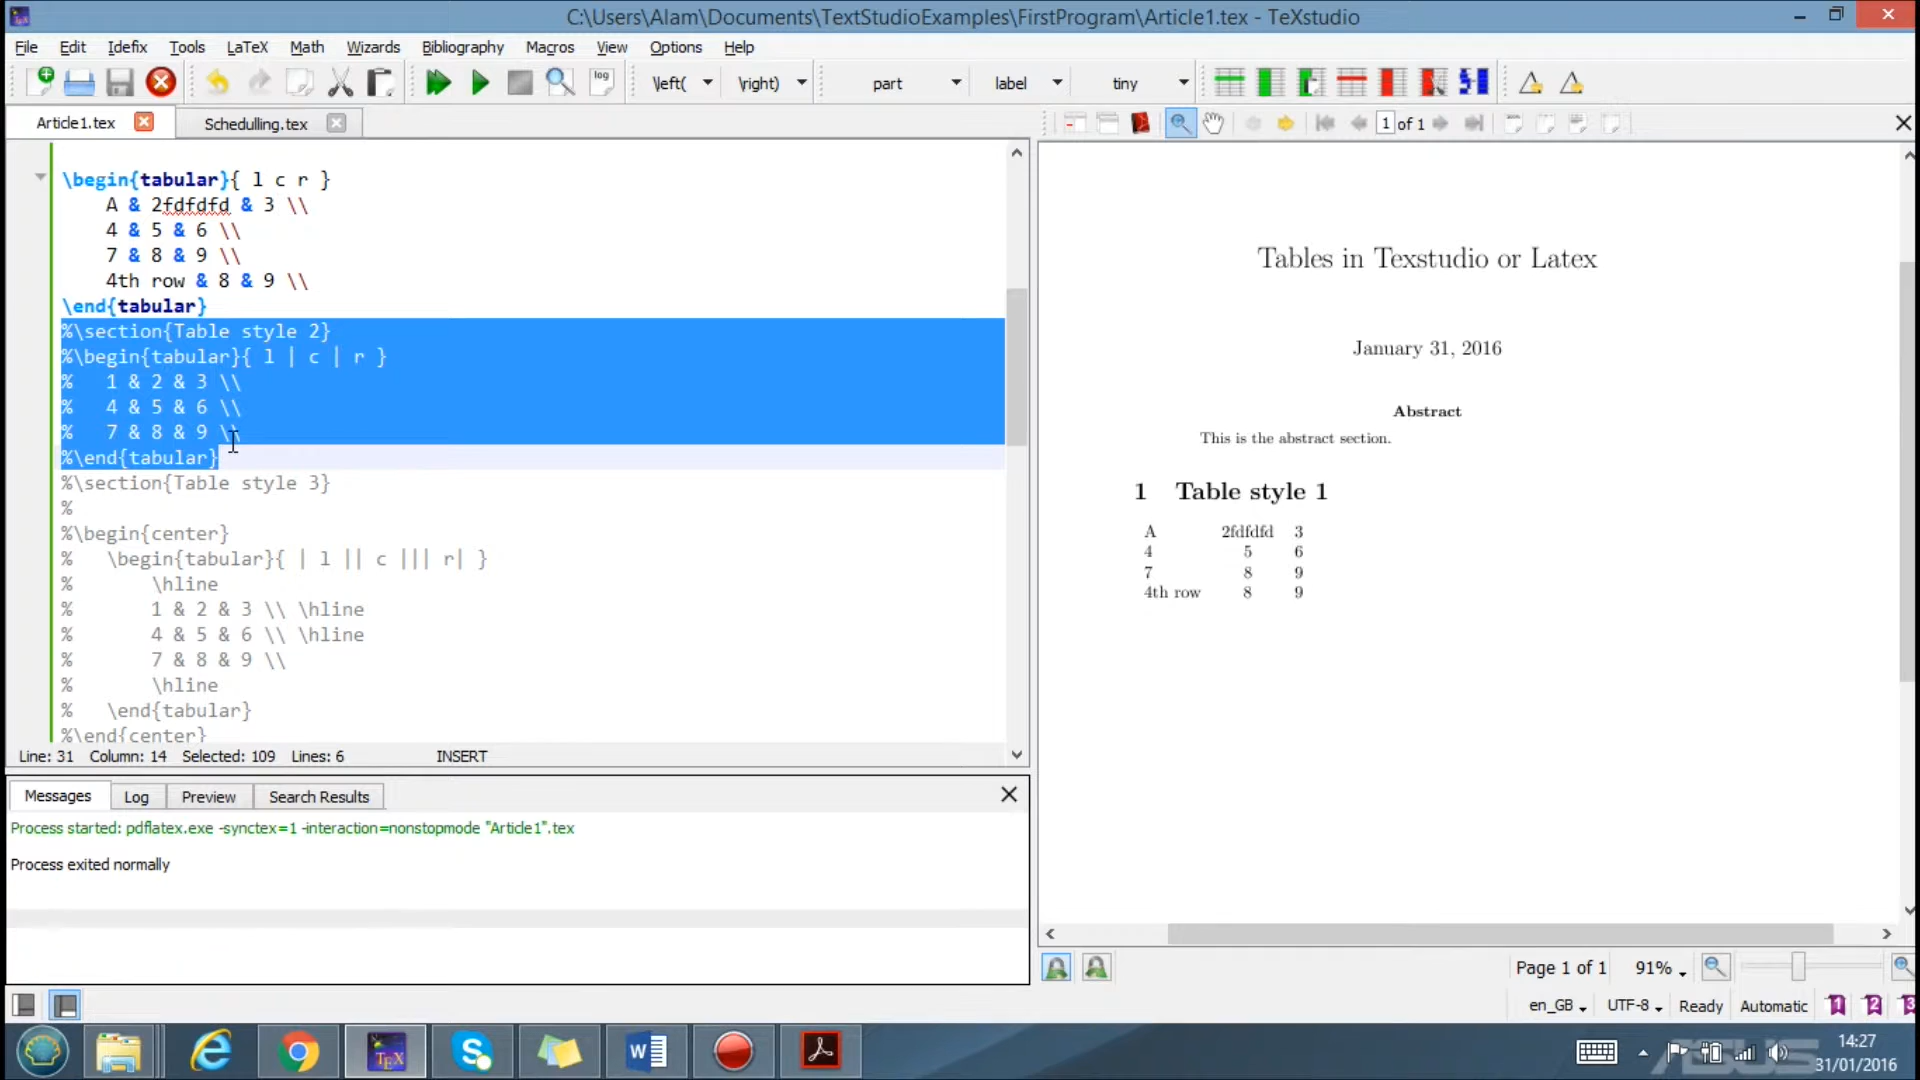 C:\Users\Alam\Documents\TextStudioExamples\FirstProgram\Article1.tex - TeXstudio
File Edit Idefix Tools LaTeX Math Wizards Bibliography Macros View Options Help
log \left( \right) part label tiny
Article1.tex Schedulling.tex
1 of 1
\begin{tabular}{ l c r }
A & 2fdfdfd & 3 \\
4 & 5 & 6 \\
7 & 8 & 9 \\
4th row & 8 & 9 \\
\end{tabular}
%\section{Table style 2}
%\begin{tabular}{ l | c | r }
% 1 & 2 & 3 \\
% 4 & 5 & 6 \\
% 7 & 8 & 9 \\
%\end{tabular}
%\section{Table style 3}
%
%\begin{center}
% \begin{tabular}{ | l || c ||| r| }
% \hline
% 1 & 2 & 3 \\ \hline
% 4 & 5 & 6 \\ \hline
% 7 & 8 & 9 \\
% \hline
% \end{tabular}
%\end{center}
Line: 31 Column: 14 Selected: 109 Lines: 6 INSERT
Messages Log Preview Search Results
Process started: pdflatex.exe -synctex=1 -interaction=nonstopmode "Article1".tex
Process exited normally
Tables in Texstudio or Latex
January 31, 2016
Abstract
This is the abstract section.
1 Table style 1
A 2fdfdfd 3
4 5 6
7 8 9
4th row 8 9
Page 1 of 1 91%
en_GB UTF-8 Ready Automatic 1 2 3
TEX S W
ASUS
14:27
31/01/2016